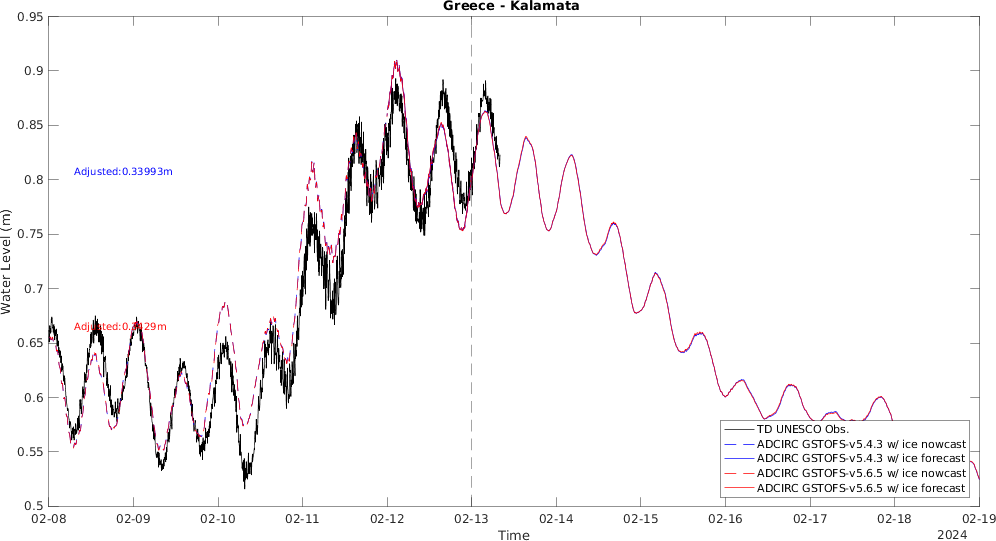 Greece - Kalamata
0.95
0.9
0.85
0.8
0.75
0.7
0.65
0.6
0.55
0.5
Water Level (m)
Adjusted:0.33993m
TD UNESCO Obs.
ADCIRC GSTOFS-v5.4.3 w/ ice nowcast
ADCIRC GSTOFS-v5.4.3 w/ ice forecast
ADCIRC GSTOFS-v5.6.5 w/ ice nowcast
ADCIRC GSTOFS-v5.6.5 w/ ice forecast
02-08 02-09 02-10 02-11 02-12 02-13 02-14 02-15 02-16 02-17 02-18 02-19
Time
2024